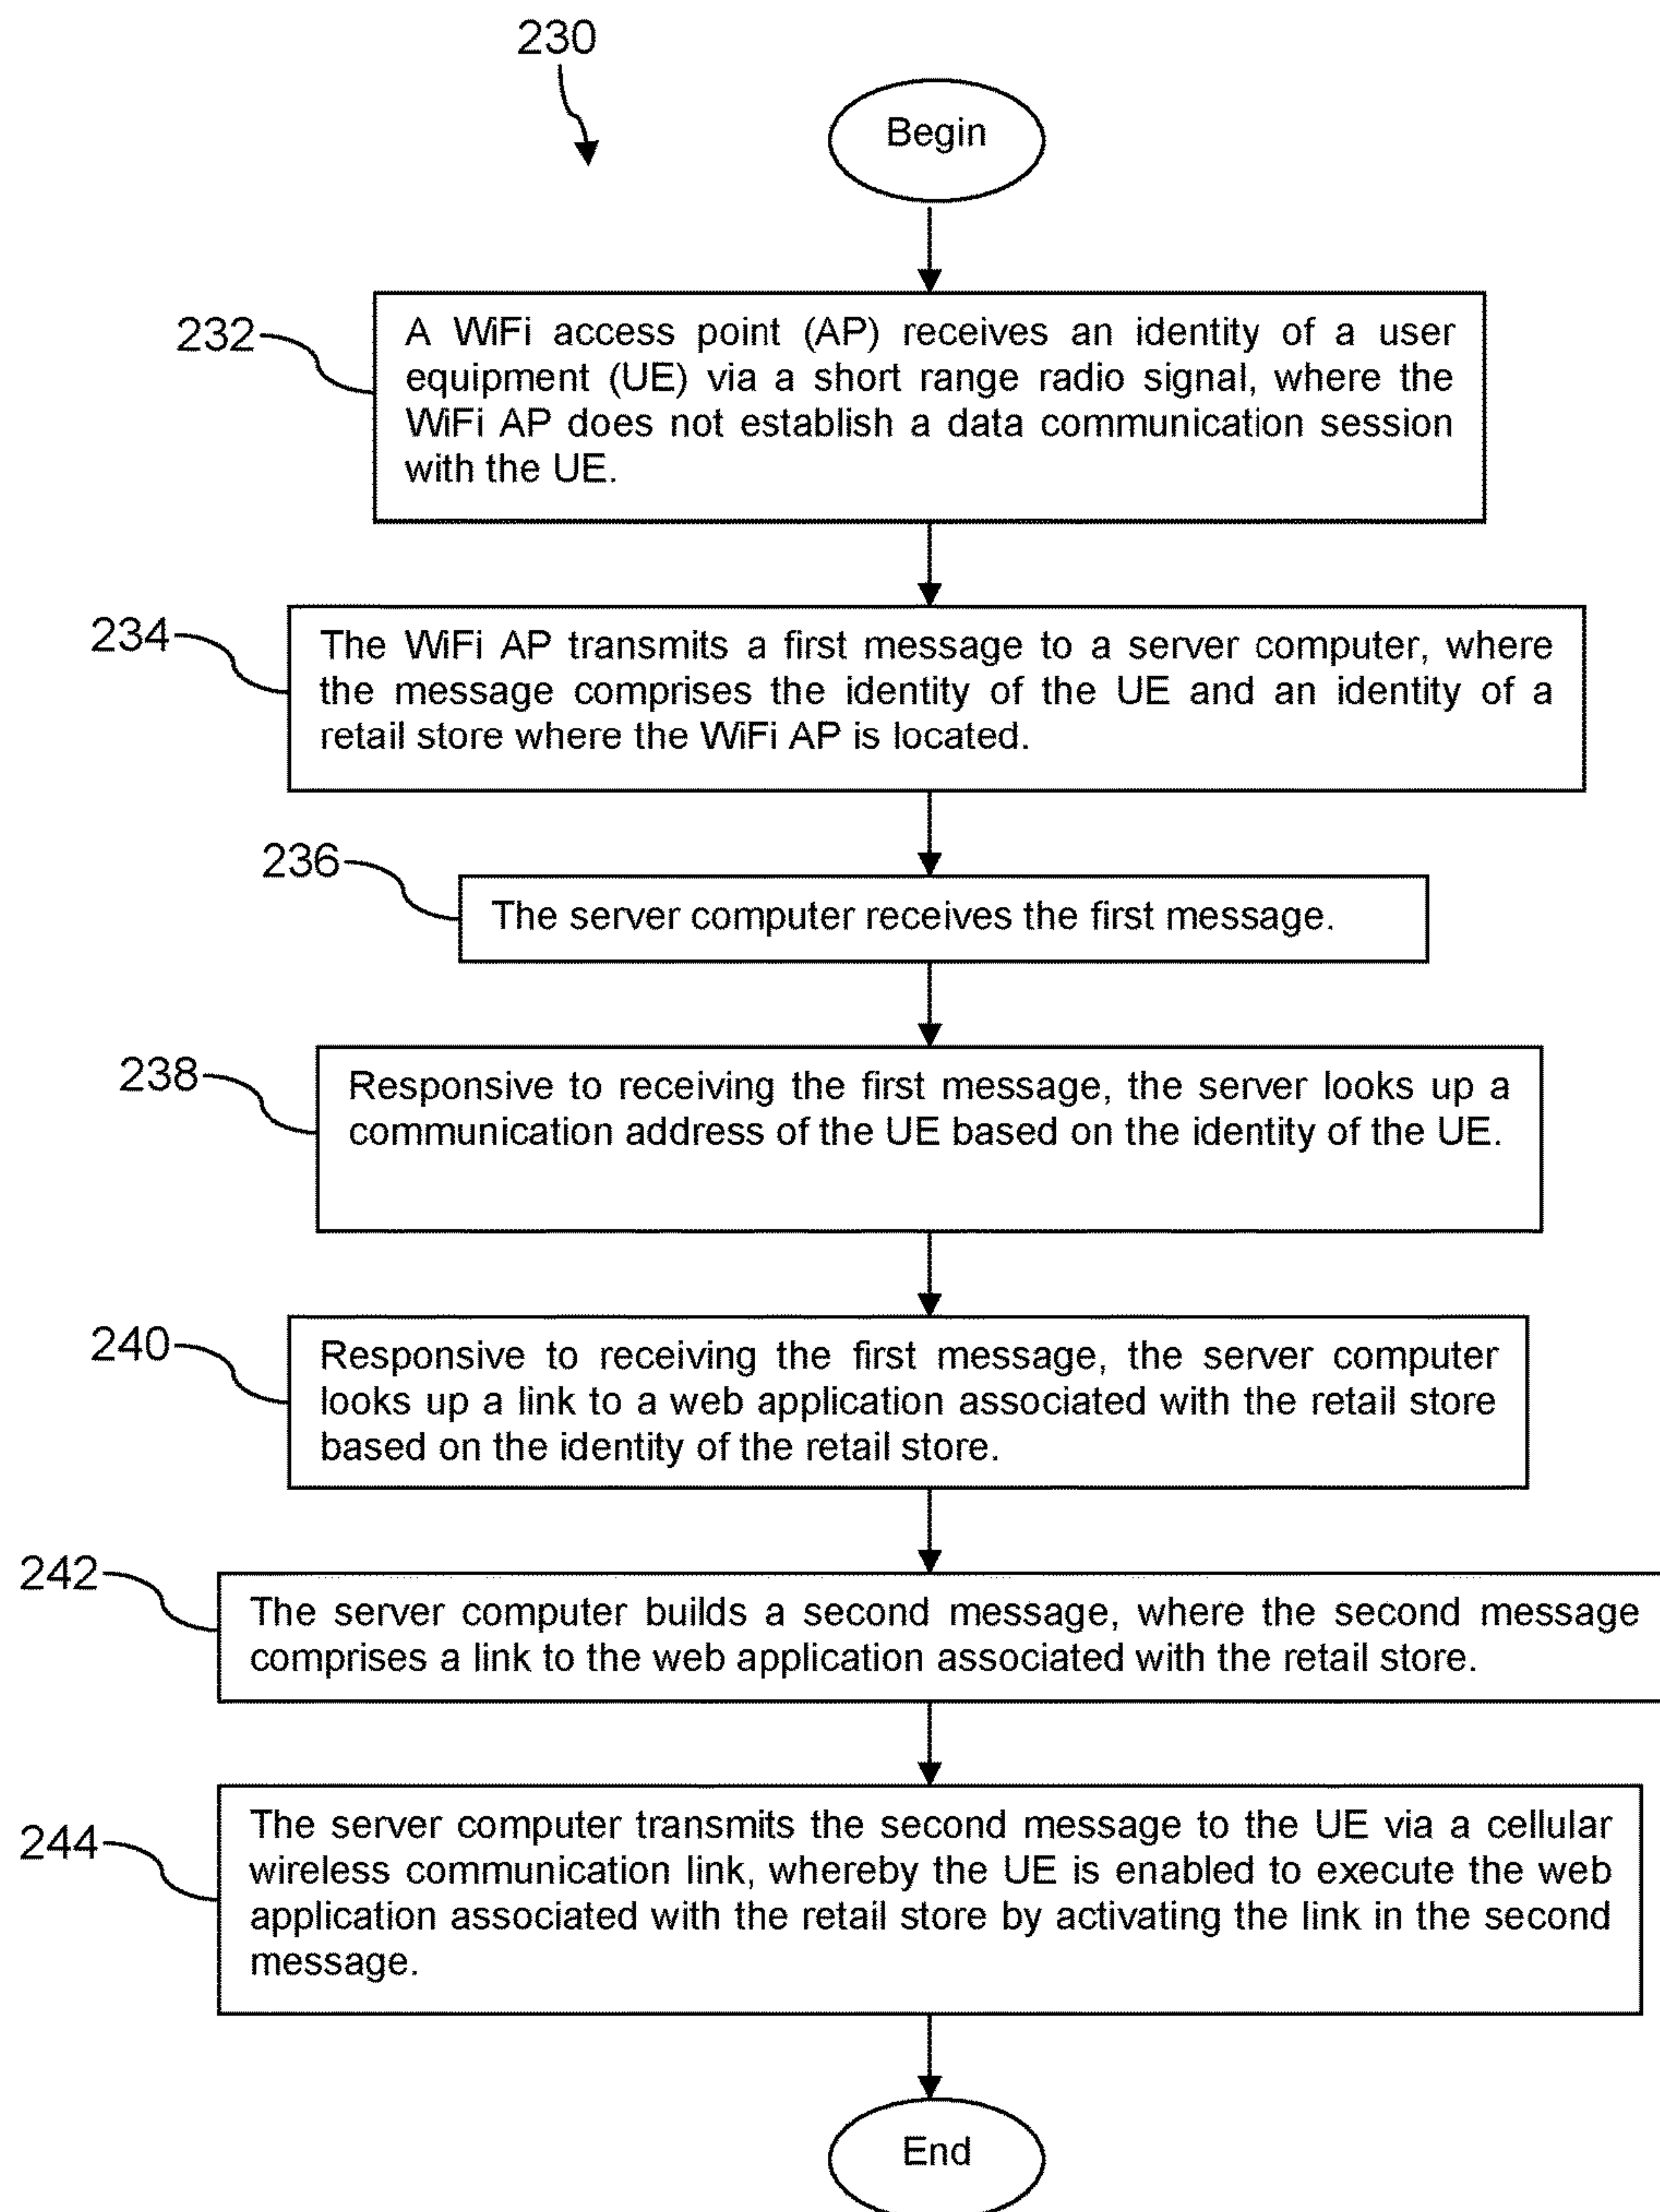 230
Begin
232
A WiFi access point (AP) receives an identity of a user
equipment (UE) via a short range radio signal, where the
WiFi AP does not establish a data communication session
with the UE.
234
The WiFi AP transmits a first message to a server computer, where
the message comprises the identity of the UE and an identity of a
retail store where the WiFi AP is located.
236
The server computer receives the first message.
238
Responsive to receiving the first message, the server looks up a
communication address of the UE based on the identity of the UE.
240
Responsive to receiving the first message, the server computer
looks up a link to a web application associated with the retail store
based on the identity of the retail store.
242
The server computer builds a second message, where the second message
comprises a link to the web application associated with the retail store.
244
The server computer transmits the second message to the UE via a cellular
wireless communication link, whereby the UE is enabled to execute the web
application associated with the retail store by activating the link in the second
message.
End